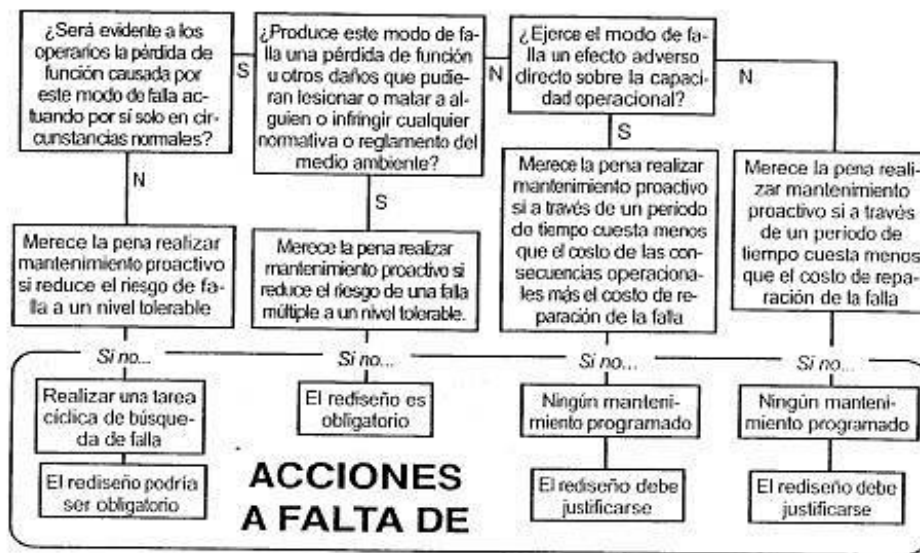 ¿Será evidente a los
operarios la pérdida de
función causada por
este modo de falla ac-
tuando por sí solo en cir-
cunstancias normales?
S
¿Produce este modo de fa-
lla una pérdida de función
u otros daños que pudie-
ran lesionar o matar a al-
guien o infringir cualquier
normativa o reglamento del
medio ambiente?
N
¿Ejerce el modo de fa-
lla un efecto adverso
directo sobre la capaci-
dad operacional?
N
N
S
S
Merece la pena realizar
mantenimiento proactivo
si reduce el riesgo de fa-
lla a un nivel tolerable
Merece la pena realizar
mantenimiento proactivo si
reduce el riesgo de una falla
múltiple a un nivel tolerable.
Merece la pena realizar
mantenimiento proactivo
si a través de un periodo
de tiempo cuesta menos
que el costo de las con-
secuencias operaciona-
les más el costo de re-
paración de la falla
Merece la pena reali-
zar mantenimiento
proactivo si a través
de un periodo de
tiempo cuesta menos
que el costo de repa-
ración de la falla
Si no...
Si no...
Si no...
Si no...
Realizar una tarea
cíclica de búsque-
da de falla
El rediseño es
obligatorio
Ningún manteni-
miento programado
Ningún manteni-
miento programado
El rediseño podría
ser obligatorio
ACCIONES
A FALTA DE
El rediseño debe
justificarse
El rediseño debe
justificarse